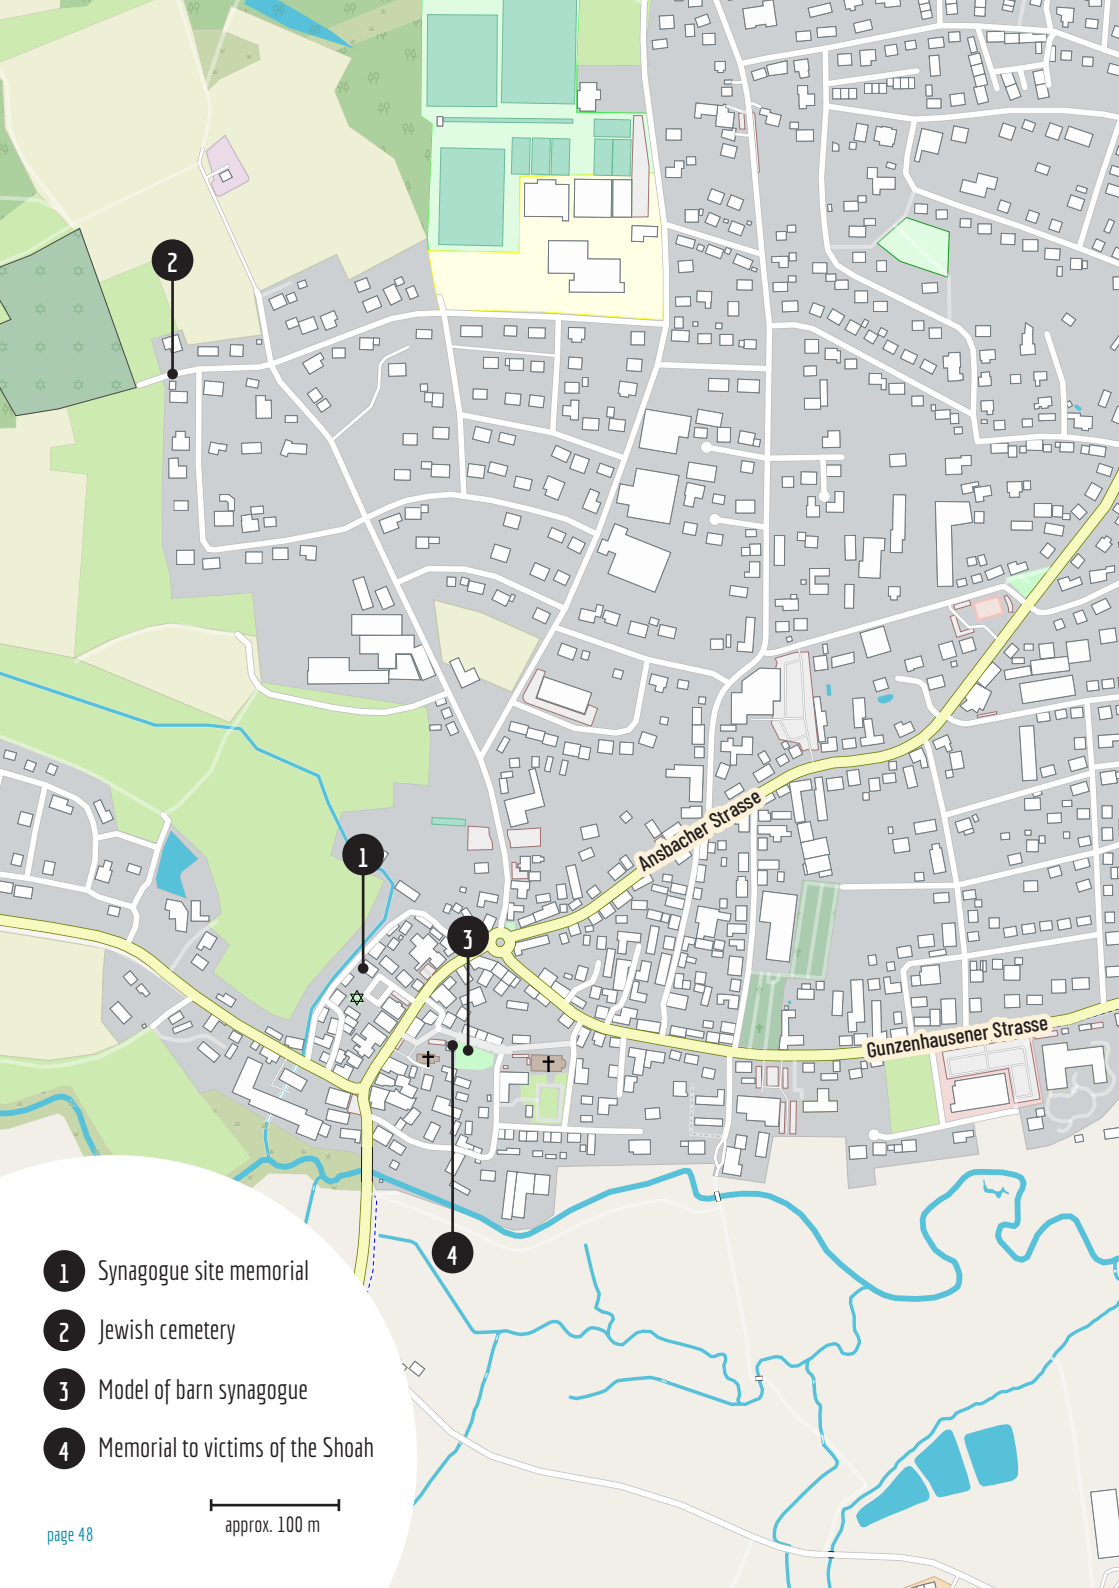 2
Ansbacher Strasse
1
3
Gunzenhausener Strasse
4
1 Synagogue site memorial
2 Jewish cemetery
3 Model of barn synagogue
4 Memorial to victims of the Shoah
approx. 100 m
page 48